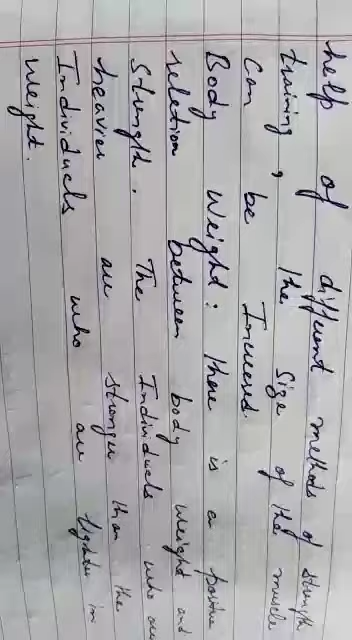 help of different methods of strength
training, the size of the muscle
can be Increased.
Body Weight: there is a positive
relation between body weight and
Strength. The Individuals who are
heavier are stronger than the
Individuals who are lighter in
weight.